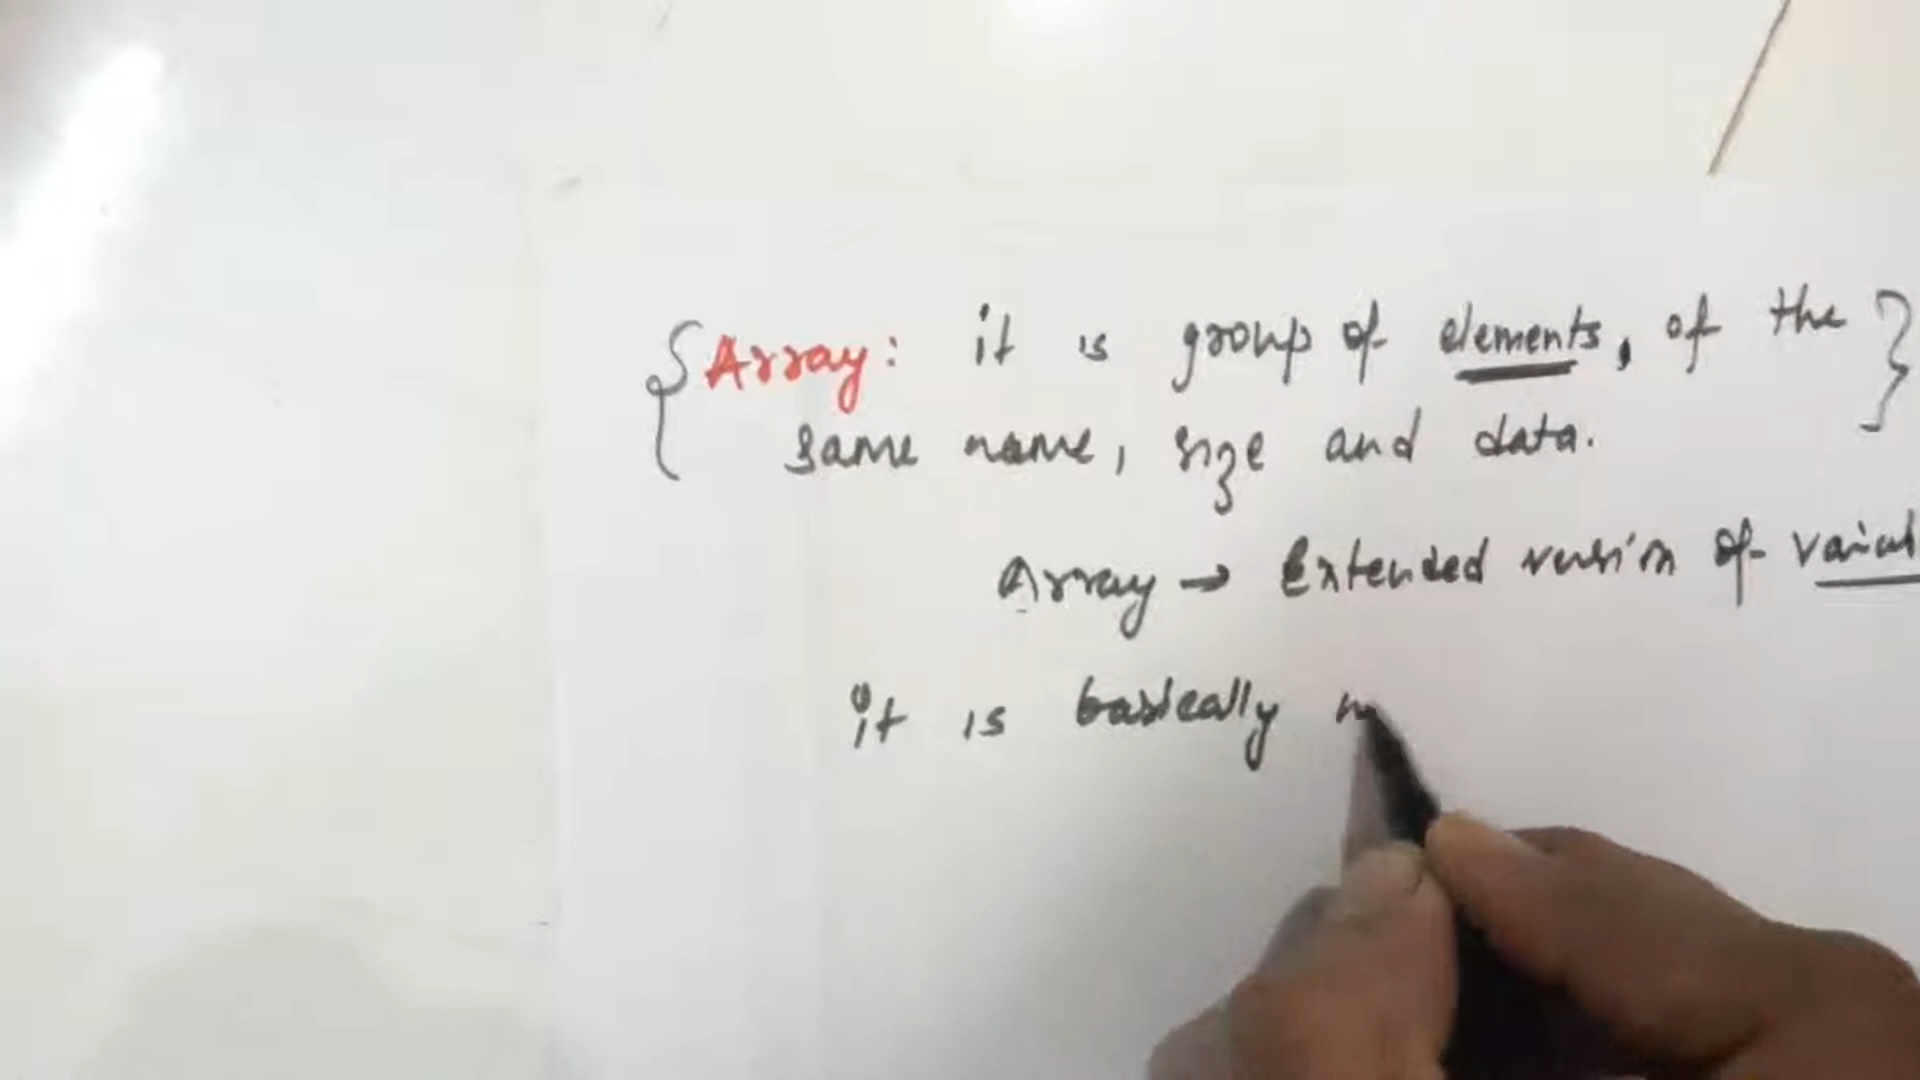 {Array: it is group of elements, of the}
same name, size and data.
Array → Extended version of
it is basically